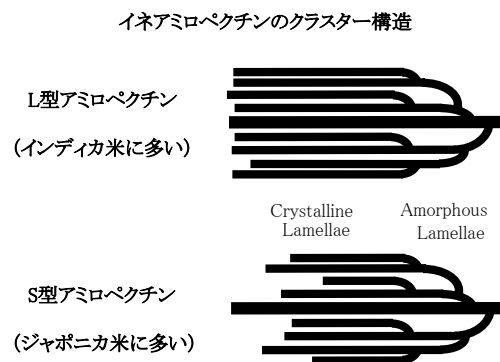 イネアミロペクチンのクラスター構造
L型アミロペクチン
(インディカ米に多い)
Crystalline
Lamellae
Amorphous
Lamellae
S型アミロペクチン
(ジャポニカ米に多い)